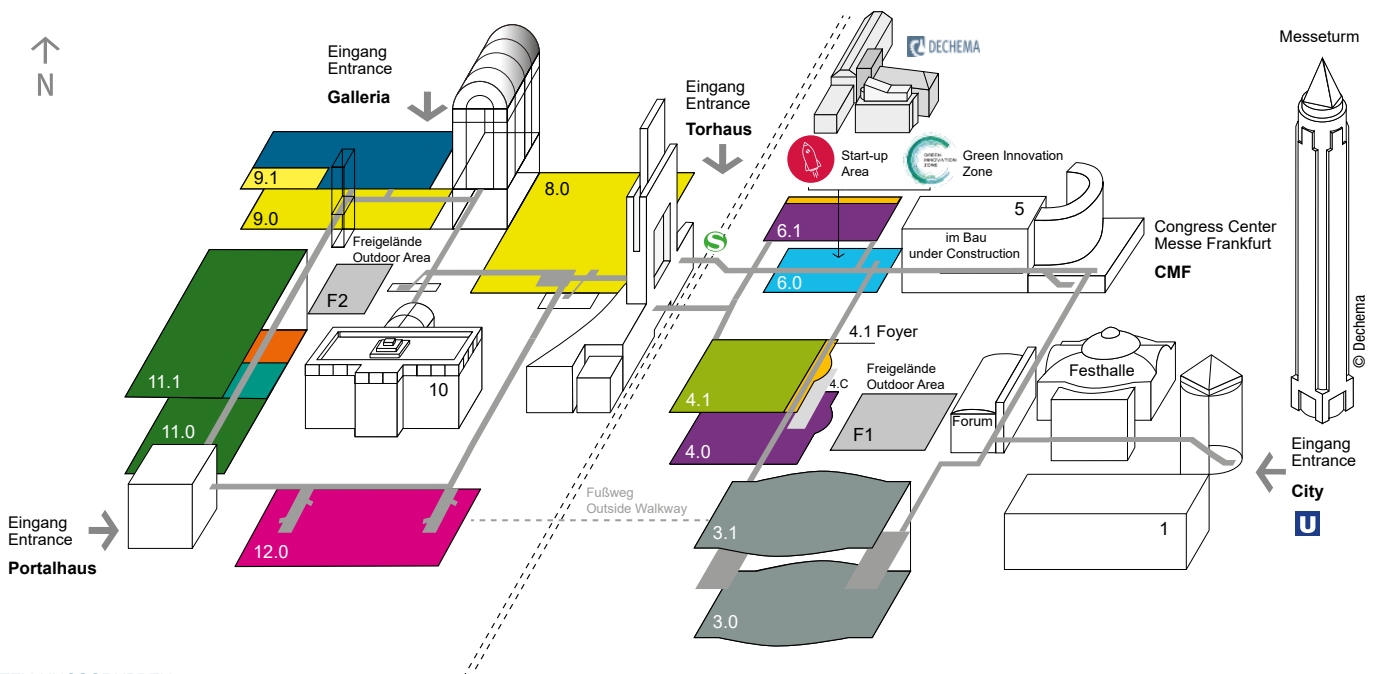 N
Eingang
Entrance
Galleria
Eingang
Entrance
Torhaus
DECHEMA
Messeturm
Start-up
Area
GREEN
INNOVATION
ZONE
Green Innovation
Zone
9.1
9.0
8.0
6.1
6.0
5
im Bau
under Construction
Congress Center
Messe Frankfurt
CMF
S
Freigelände
Outdoor Area
F2
11.1
11.0
10
4.1 Foyer
4.1
4.C
4.0
Freigelände
Outdoor Area
F1
Forum
Festhalle
© Dechema
Eingang
Entrance
City
U
Eingang
Entrance
Portalhaus
12.0
Fußweg
Outside Walkway
3.1
3.0
1